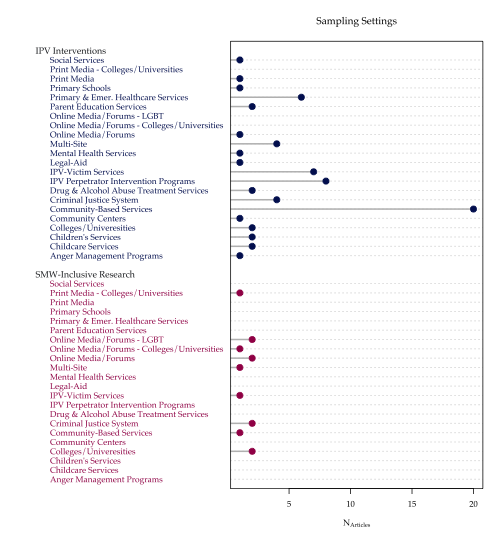 Sampling Settings
IPV Interventions
Social Services
Print Media - Colleges/Universities
Print Media
Primary Schools
Primary & Emer. Healthcare Services
Parent Education Services
Online Media/Forums - LGBT
Online Media/Forums - Colleges/Universities
Online Media/Forums
Multi-Site
Mental Health Services
Legal-Aid
IPV-Victim Services
IPV Perpetrator Intervention Programs
Drug & Alcohol Abuse Treatment Services
Criminal Justice System
Community-Based Services
Community Centers
Colleges/Univeresities
Children's Services
Childcare Services
Anger Management Programs
SMW-Inclusive Research
Social Services
Print Media - Colleges/Universities
Print Media
Primary Schools
Primary & Emer. Healthcare Services
Parent Education Services
Online Media/Forums - LGBT
Online Media/Forums - Colleges/Universities
Online Media/Forums
Multi-Site
Mental Health Services
Legal-Aid
IPV-Victim Services
IPV Perpetrator Intervention Programs
Drug & Alcohol Abuse Treatment Services
Criminal Justice System
Community-Based Services
Community Centers
Colleges/Univeresities
Children's Services
Childcare Services
Anger Management Programs
5 10 15 20
N Articles